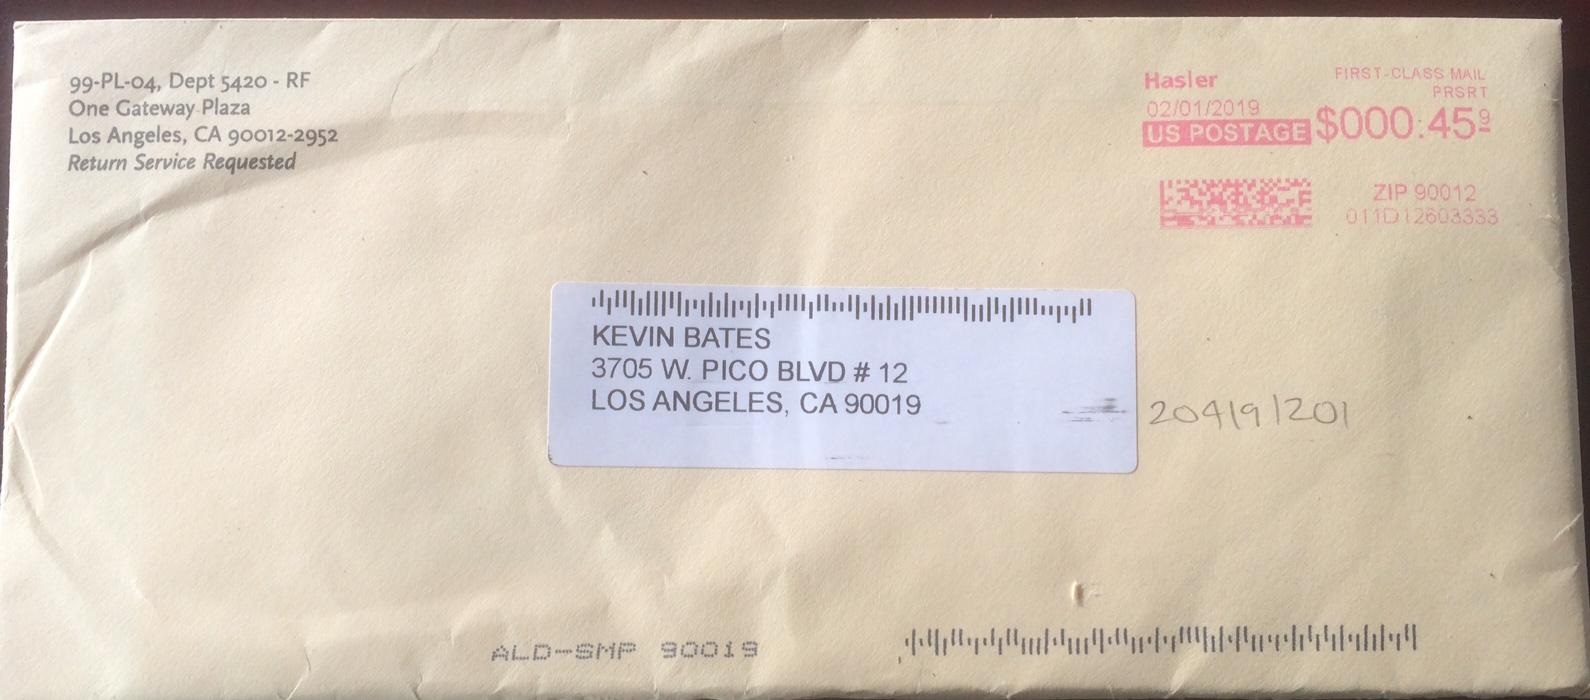 99-PL-04, Dept 5420 - RF
One Gateway Plaza
Los Angeles, CA 90012-2952
Return Service Requested
Hasler
02/01/2019
US POSTAGE
FIRST-CLASS MAIL
PRSRT
$000.45⁹
ZIP 90012
011D12603333
KEVIN BATES
3705 W. PICO BLVD # 12
LOS ANGELES, CA 90019
20419 1201
ALD-SMP 90019